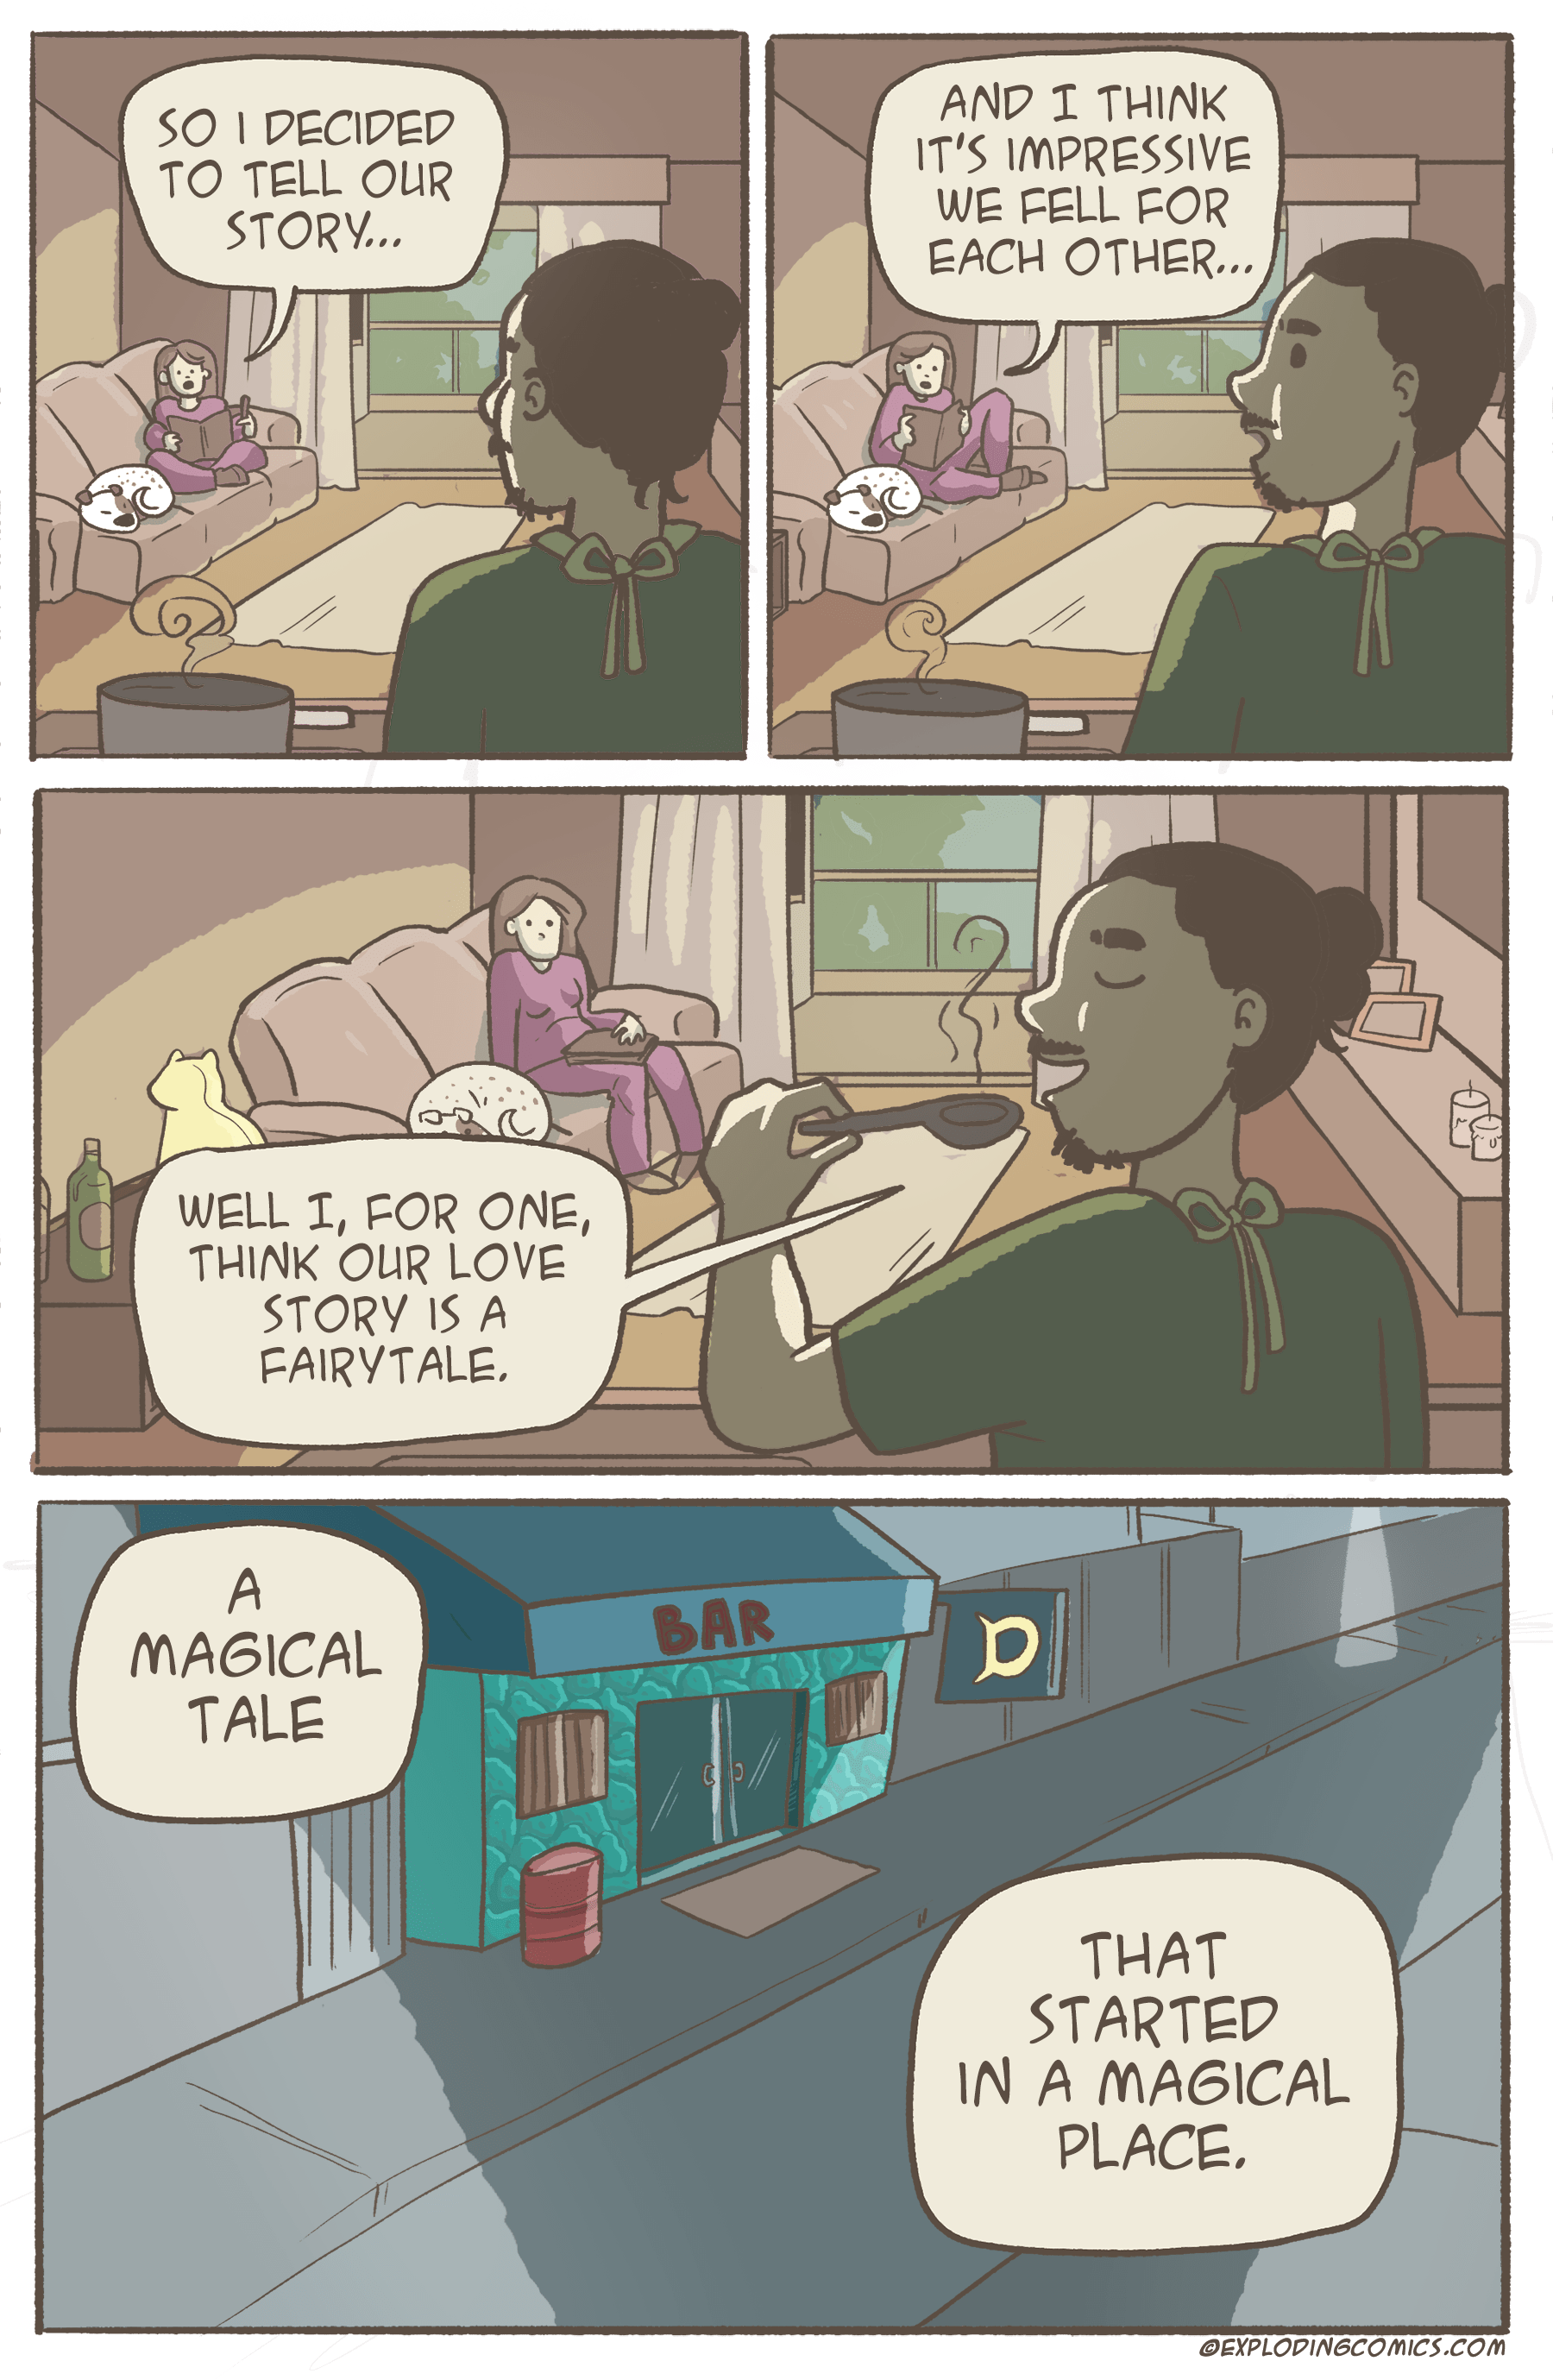 SO I DECIDED
TO TELL OUR
STORY...
AND I THINK
IT'S IMPRESSIVE
WE FELL FOR
EACH OTHER...
WELL I, FOR ONE,
THINK OUR LOVE
STORY IS A
FAIRYTALE.
A
MAGICAL
TALE
BAR
D
THAT
STARTED
IN A MAGICAL
PLACE.
©EXPLODINGCOMICS.COM